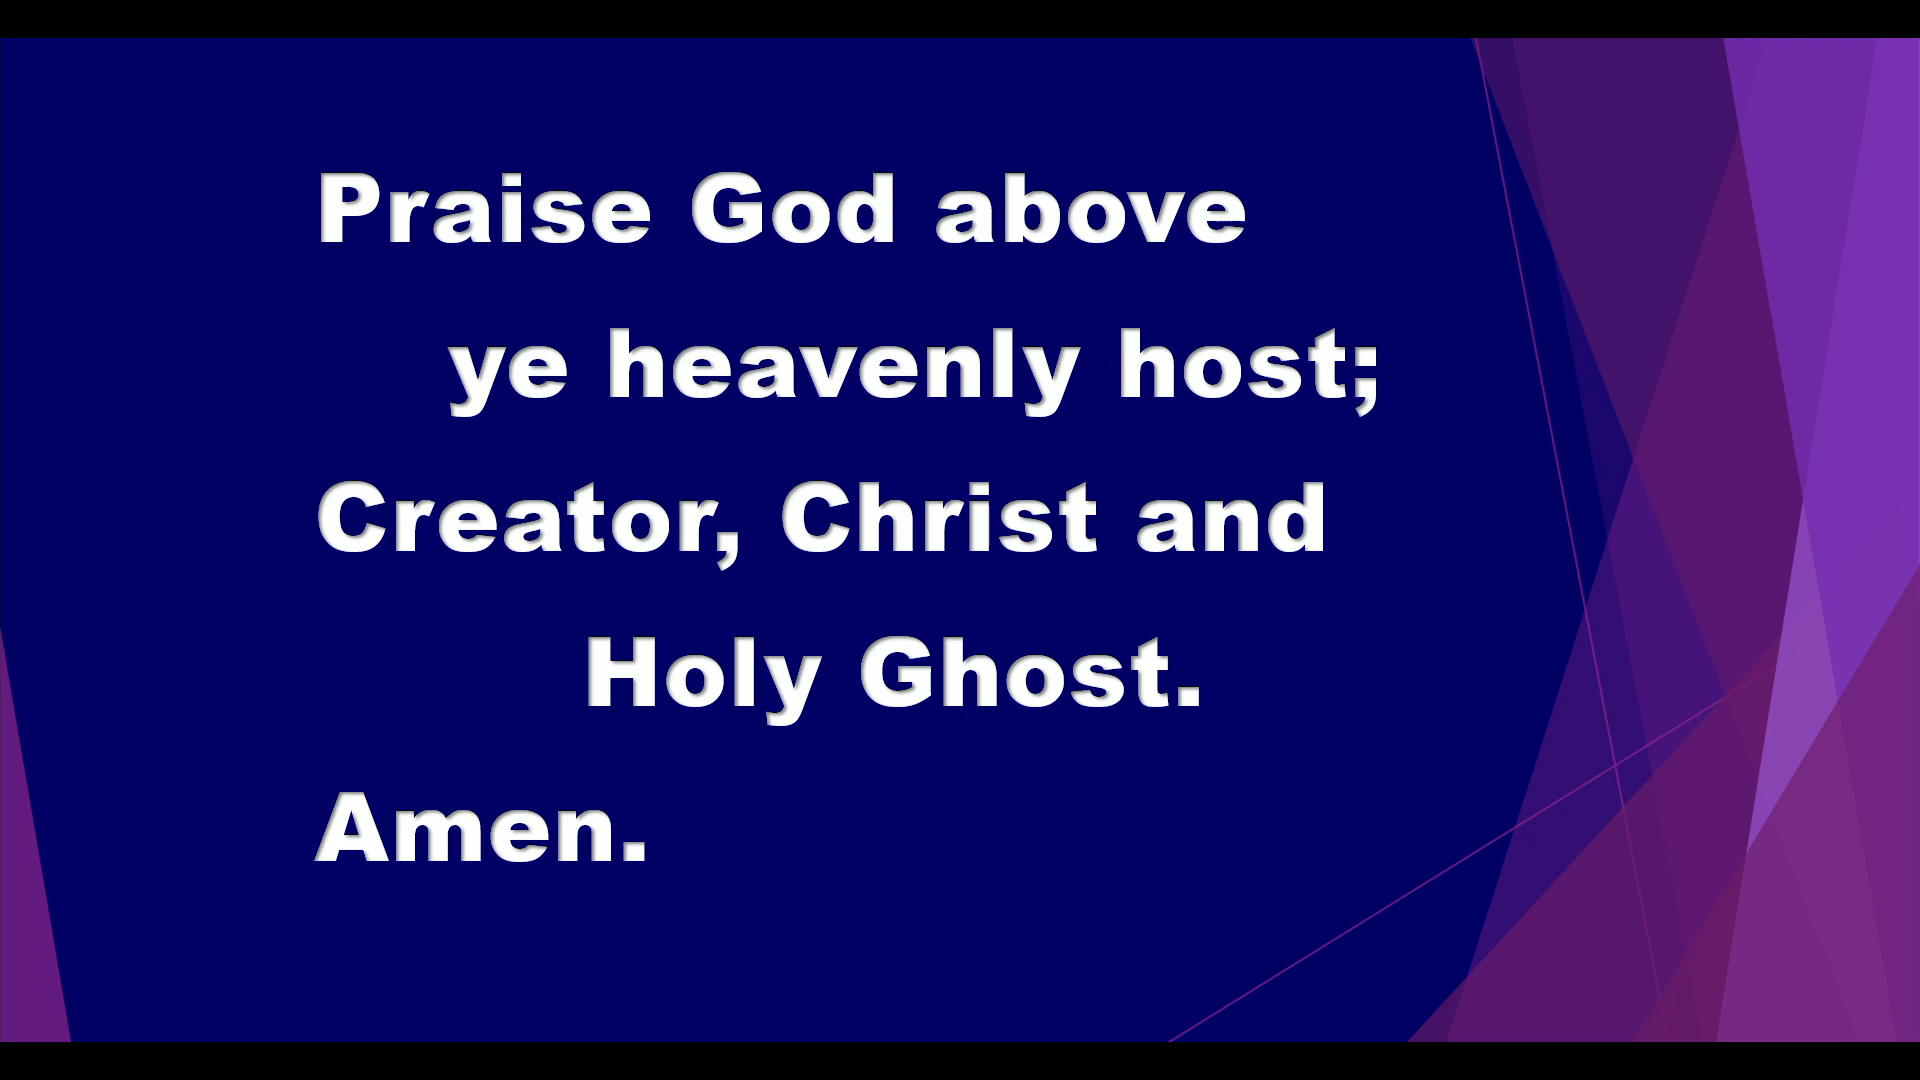 Praise God above
ye heavenly host;
Creator, Christ and
Holy Ghost.
Amen.